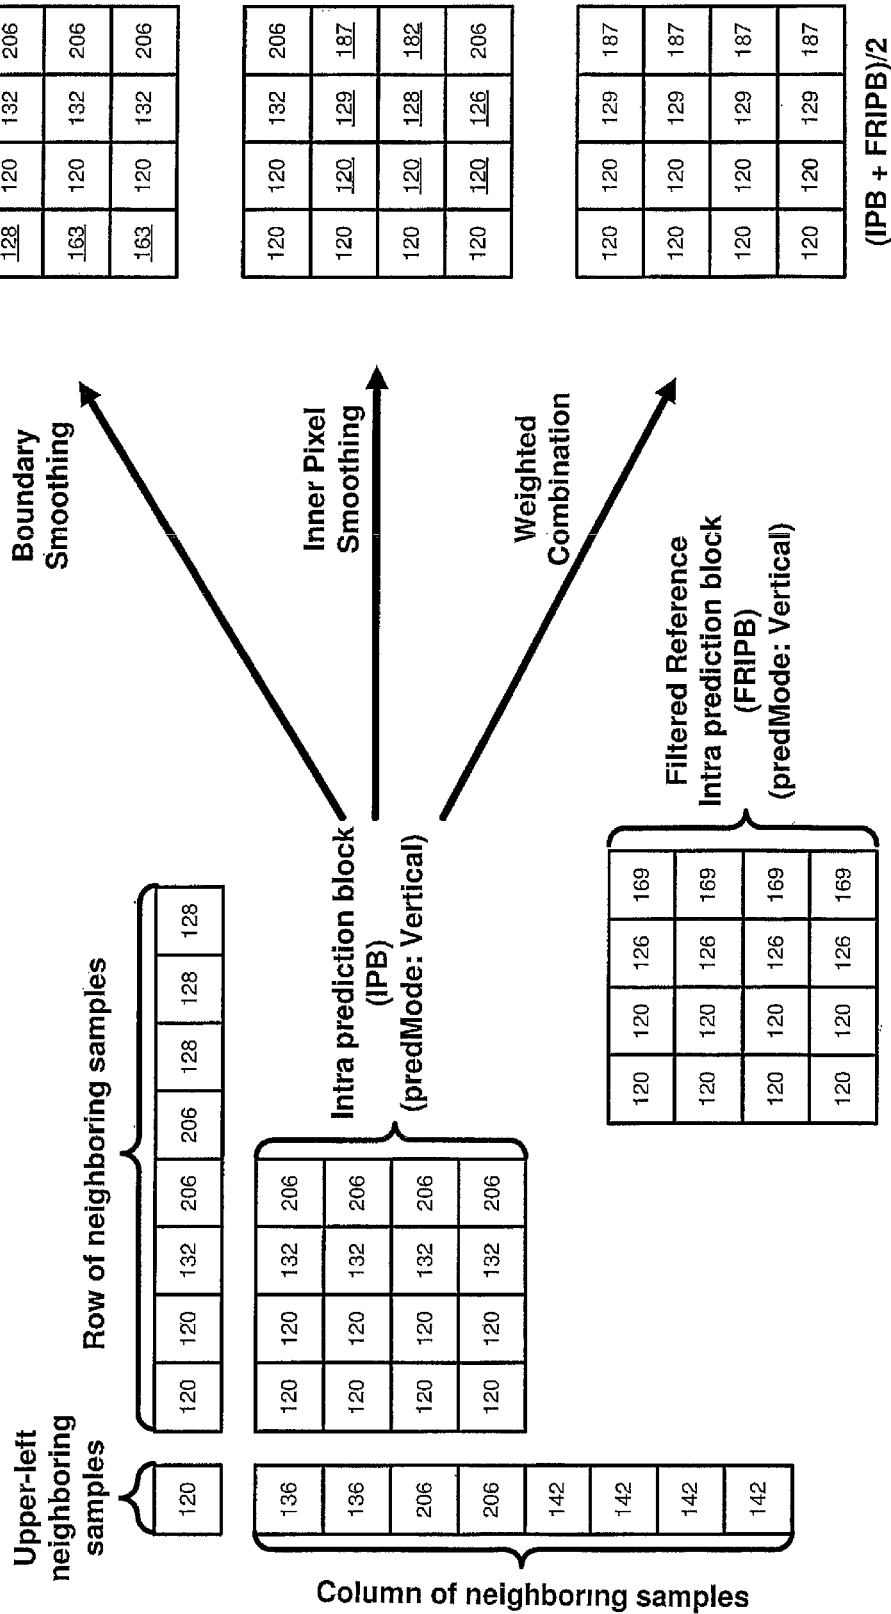 Upper-left
neighboring
samples
Row of neighboring samples
120
120 120 132 206 206 128 128 128
Column of neighboring samples
136
136
206
206
142
142
142
142
120 120 132 206
120 120 132 206
120 120 132 206
120 120 132 206
Intra prediction block
(IPB)
(predMode: Vertical)
Boundary
Smoothing
128 120 132 206
163 120 132 206
163 120 132 206
Inner Pixel
Smoothing
120 120 132 206
120 120 129 187
120 120 128 182
120 120 126 206
Weighted
Combination
120 120 129 187
120 120 129 187
120 120 129 187
120 120 129 187
(IPB + FRIPB)/2
120 120 126 169
120 120 126 169
120 120 126 169
120 120 126 169
Filtered Reference
Intra prediction block
(FRIPB)
(predMode: Vertical)